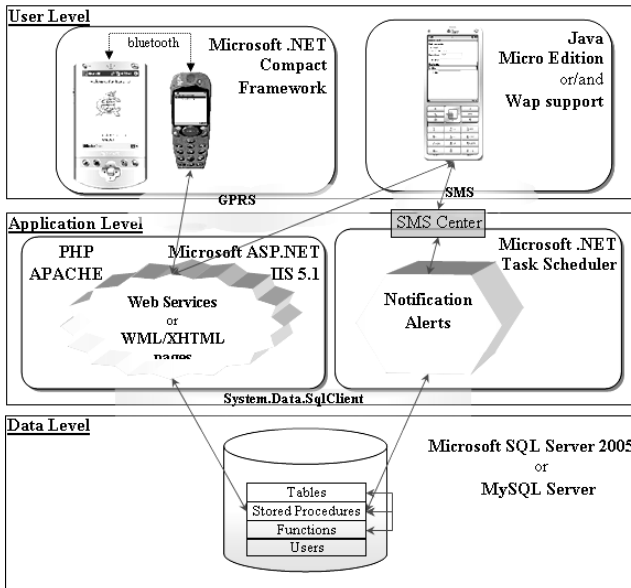 User Level
bluetooth
Microsoft .NET
Compact
Framework
Java
Micro Edition
or/and
Wap support
GPRS
SMS
Application Level
SMS Center
PHP
APACHE
Microsoft ASP.NET
IIS 5.1
Microsoft .NET
Task Scheduler
Web Services
or
WML/XHTML
pages
Notification
Alerts
System.Data.SqlClient
Data Level
Microsoft SQL Server 2005
or
MySQL Server
Tables
Stored Procedures
Functions
Users